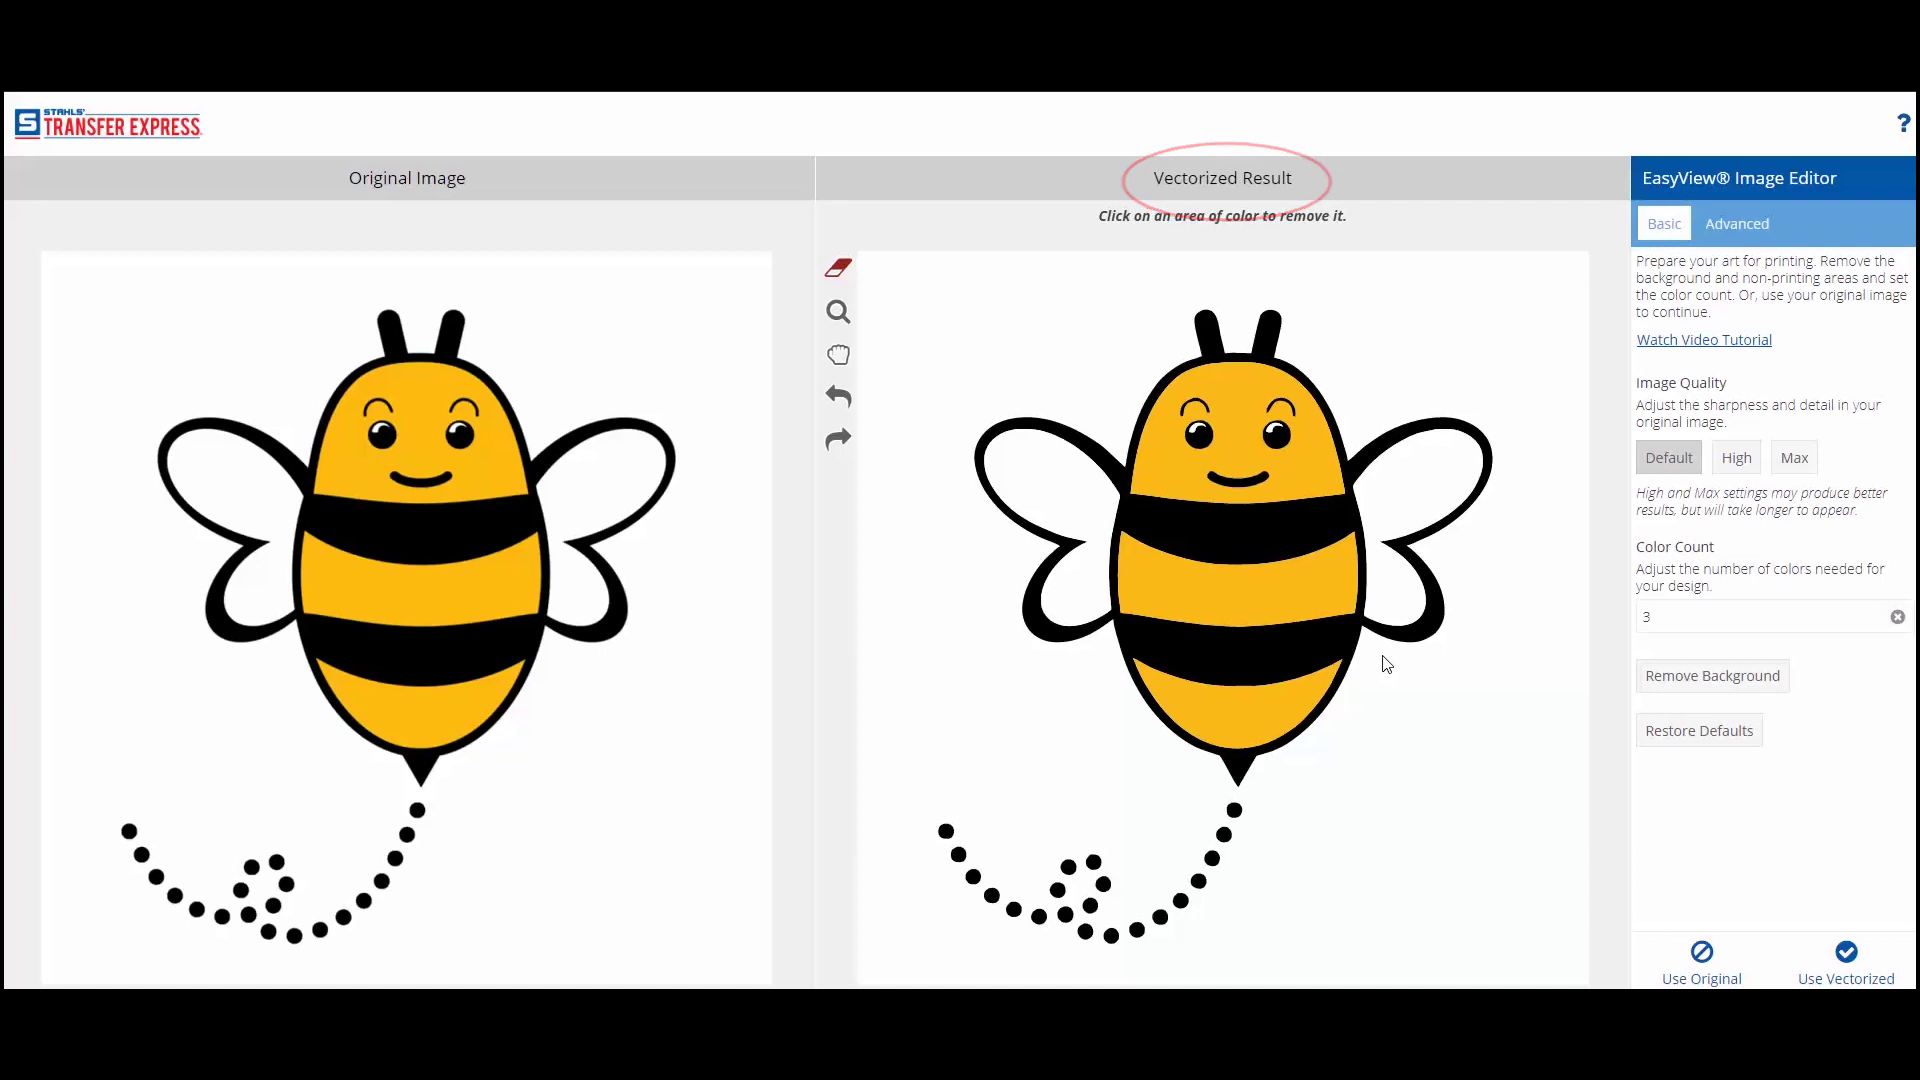 STAHLS'
TRANSFER EXPRESS
?
Original Image
Vectorized Result
Click on an area of color to remove it.
EasyView® Image Editor
Basic
Advanced
Prepare your art for printing. Remove the
background and non-printing areas and set
the color count. Or, use your original image
to continue.
Watch Video Tutorial
Image Quality
Adjust the sharpness and detail in your
original image.
Default
High
Max
High and Max settings may produce better
results, but will take longer to appear.
Color Count
Adjust the number of colors needed for
your design.
3
Remove Background
Restore Defaults
Use Original
Use Vectorized